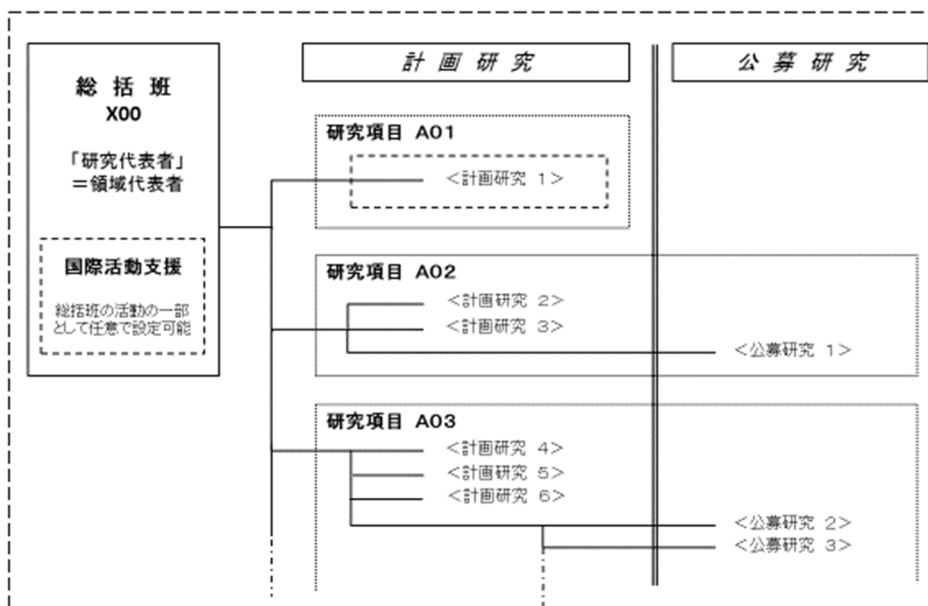 総 括 班
X00
「研究代表者」
＝領域代表者
国際活動支援
総括班の活動の一部
として任意で設定可能
計 画 研 究
公 募 研 究
研究項目 A01
＜計画研究 1＞
研究項目 A02
＜計画研究 2＞
＜計画研究 3＞
＜公募研究 1＞
研究項目 A03
＜計画研究 4＞
＜計画研究 5＞
＜計画研究 6＞
＜公募研究 2＞
＜公募研究 3＞